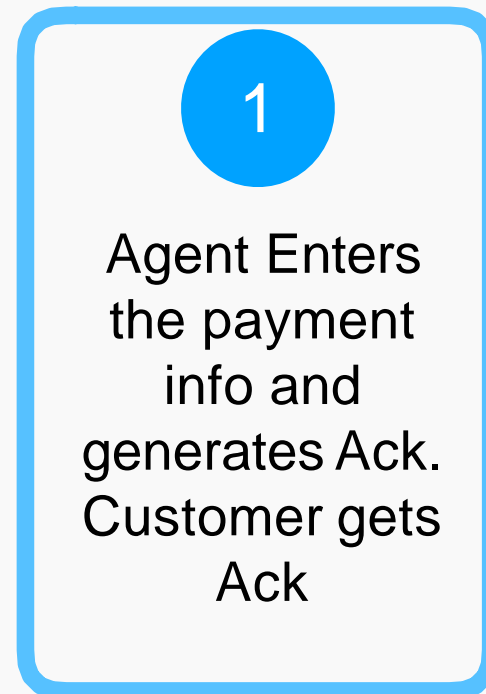 1
Agent Enters
the payment
info and
generates Ack.
Customer gets
Ack